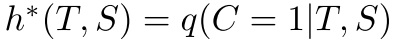 h*(T, S) = q(C = 1|T, S)